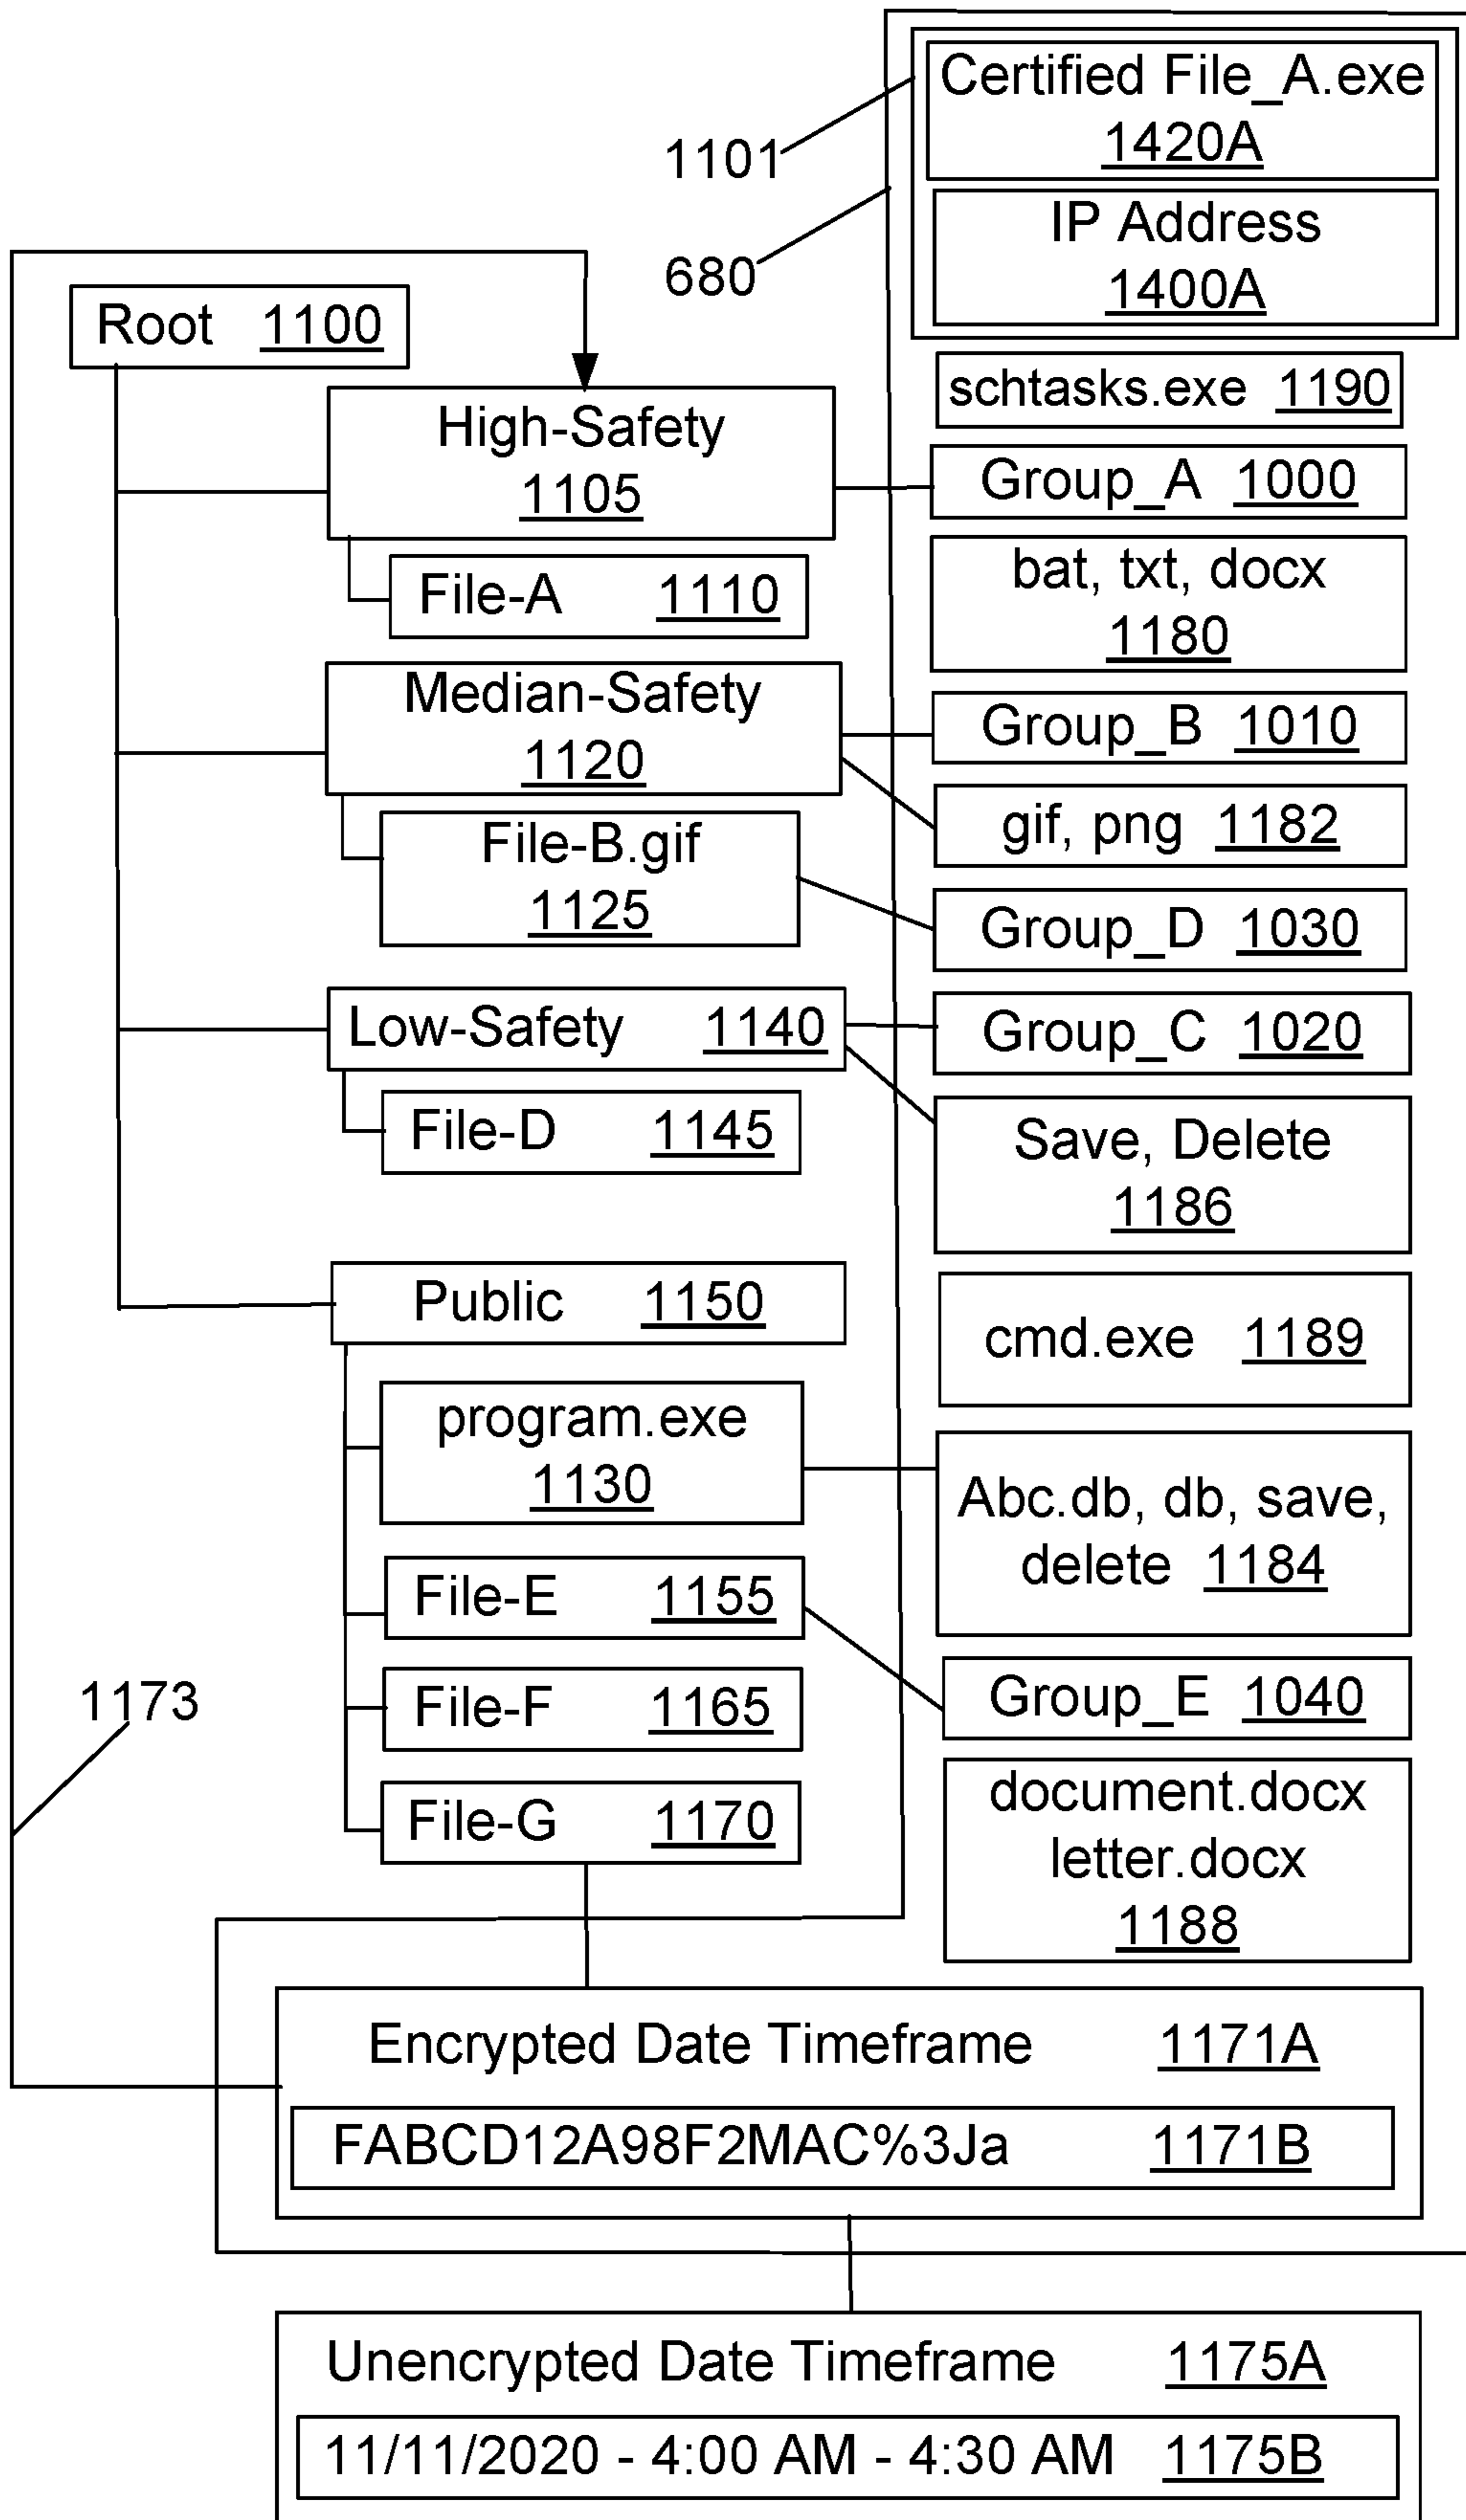 Certified File_A.exe
1420A
1101
IP Address
1400A
680
Root 1100
schtasks.exe 1190
High-Safety
1105
Group_A 1000
File-A 1110
bat, txt, docx
1180
Median-Safety
1120
Group_B 1010
gif, png 1182
File-B.gif
1125
Group_D 1030
Low-Safety 1140
Group_C 1020
File-D 1145
Save, Delete
1186
Public 1150
cmd.exe 1189
program.exe
1130
Abc.db, db, save,
delete 1184
File-E 1155
Group_E 1040
File-F 1165
1173
File-G 1170
document.docx
letter.docx
1188
Encrypted Date Timeframe 1171A
FABCD12A98F2MAC%3Ja 1171B
Unencrypted Date Timeframe 1175A
11/11/2020 - 4:00 AM - 4:30 AM 1175B